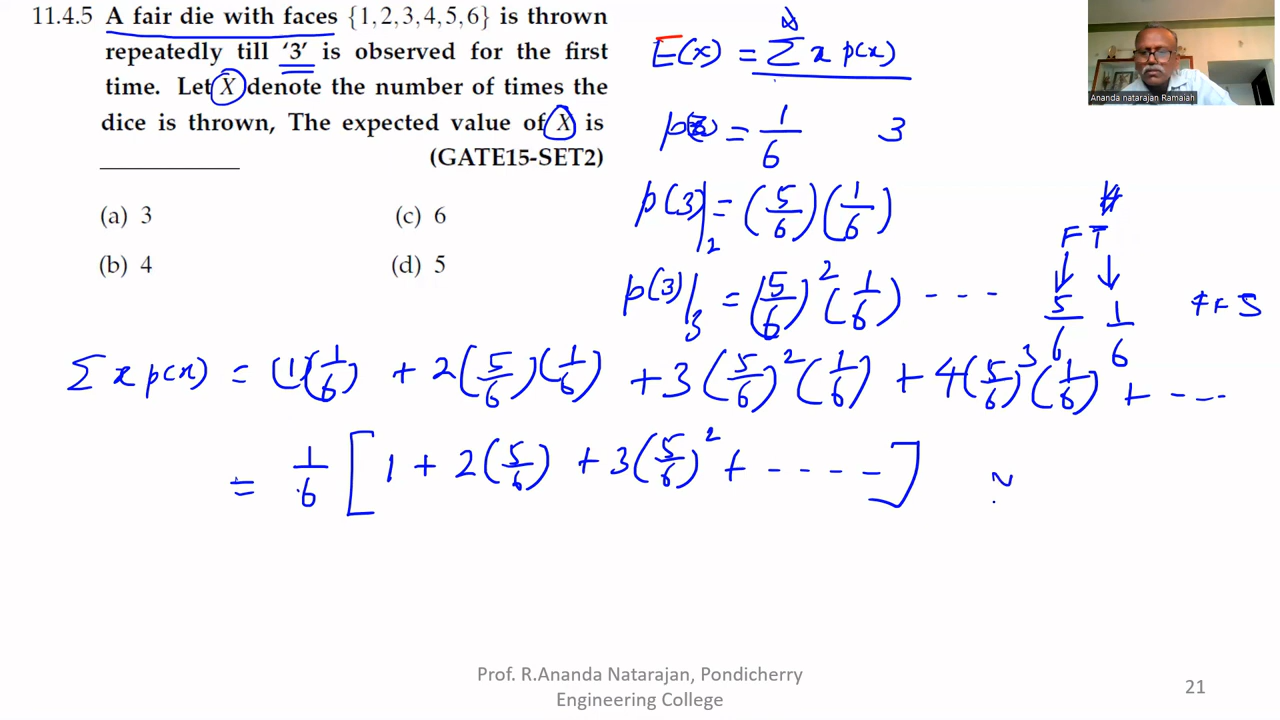 11.4.5 A fair die with faces {1,2,3,4,5,6} is thrown
repeatedly till '3' is observed for the first
time. Let X denote the number of times the
dice is thrown, The expected value of X is
(GATE15-SET2)
(a) 3 (c) 6
(b) 4 (d) 5
E(x) = Σ x p(x)
= 1/6 3
p(3)|2 = (5/6)(1/6)
p(3)|3 = (5/6)^2 (1/6) - - -
F T
5/6 1/6
Σ x p(x) = (1)(1/6) + 2(5/6)(1/6) + 3(5/6)^2(1/6) + 4(5/6)^3(1/6) + - - -
= 1/6 [1 + 2(5/6) + 3(5/6)^2 + - - - - -]
Ananda natarajan Ramaiah
Prof. R.Ananda Natarajan, Pondicherry
Engineering College
21